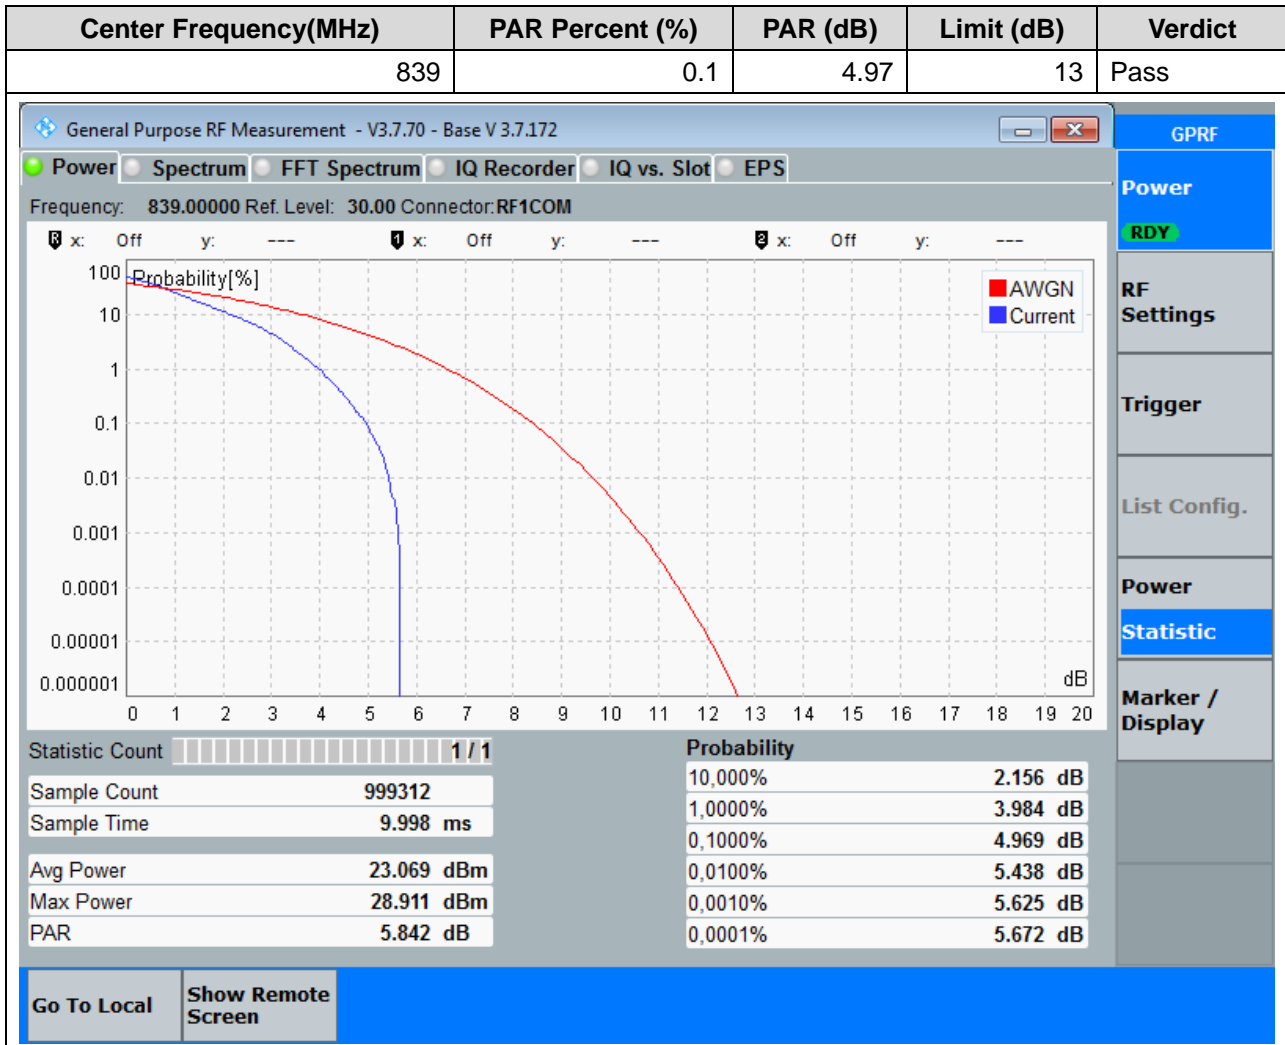 Center Frequency(MHz) PAR Percent (%) PAR (dB) Limit (dB) Verdict
839 0.1 4.97 13 Pass
General Purpose RF Measurement - V3.7.70 - Base V 3.7.172
GPRF
Power Spectrum FFT Spectrum IQ Recorder IQ vs. Slot EPS
Frequency: 839.00000 Ref. Level: 30.00 Connector: RF1COM
R x: Off y: --- 1 x: Off y: --- 2 x: Off y: ---
Probability[%]
AWGN
Current
100
10
1
0.1
0.01
0.001
0.0001
0.00001
0.000001
dB
0 1 2 3 4 5 6 7 8 9 10 11 12 13 14 15 16 17 18 19 20
Statistic Count 1 / 1
Sample Count 999312
Sample Time 9.998 ms
Avg Power 23.069 dBm
Max Power 28.911 dBm
PAR 5.842 dB
Probability
10,000% 2.156 dB
1,0000% 3.984 dB
0,1000% 4.969 dB
0,0100% 5.438 dB
0,0010% 5.625 dB
0,0001% 5.672 dB
Power
RDY
RF
Settings
Trigger
List Config.
Power
Statistic
Marker /
Display
Go To Local
Show Remote
Screen